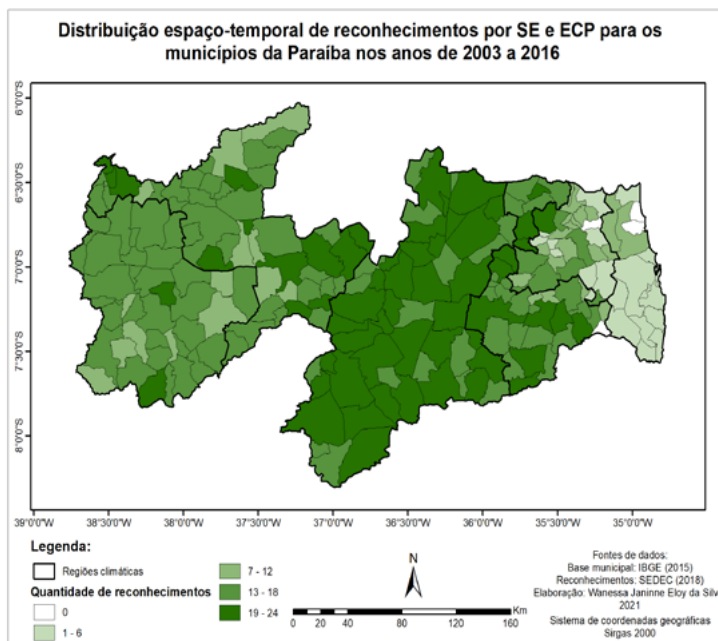 Distribuição espaço-temporal de reconhecimentos por SE e ECP para os
municípios da Paraíba nos anos de 2003 a 2016
6°0'0"S
6°30'0"S
7°0'0"S
7°30'0"S
8°0'0"S
39°0'0"W 38°30'0"W 38°0'0"W 37°30'0"W 37°0'0"W 36°30'0"W 36°0'0"W 35°30'0"W 35°0'0"W
Legenda:
Regiões climáticas
Quantidade de reconhecimentos
0
1 - 6
7 - 12
13 - 18
19 - 24
N
0 20 40 80 120 160
Km
Fontes de dados:
Base municipal: IBGE (2015)
Reconhecimentos: SEDEC (2018)
Elaboração: Wanessa Janinne Eloy da Silv
2021
Sistema de coordenadas geográficas
Sirgas 2000